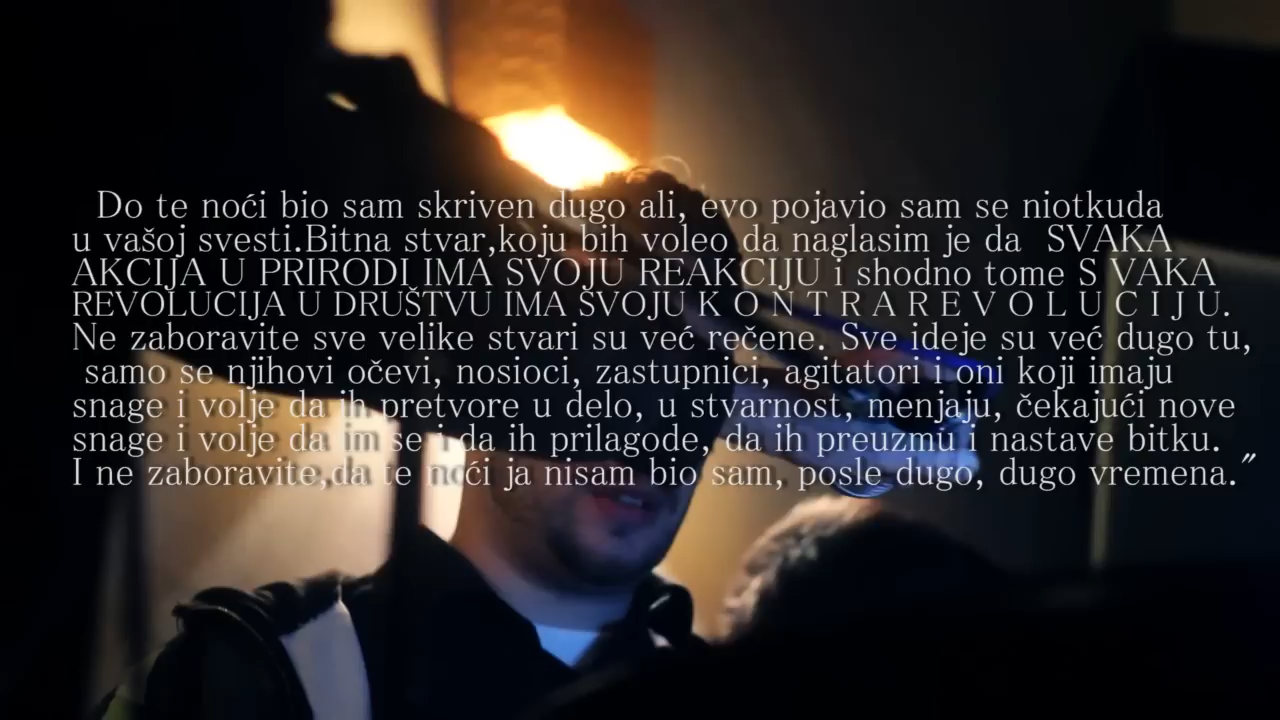 Do te noći bio sam skriven dugo ali, evo pojavio sam se niotkuda
u vašoj svesti.Bitna stvar,koju bih voleo da naglasim je da SVAKA
AKCIJA U PRIRODI IMA SVOJU REAKCIJU i shodno tome S VAKA
REVOLUCIJA U DRUŠTVU IMA SVOJU K O N T R A R E V O L U C I J U.
Ne zaboravite sve velike stvari su već rečene. Sve ideje su već dugo tu,
samo se njihovi očevi, nosioci, zastupnici, agitatori i oni koji imaju
snage i volje da ih pretvore u delo, u stvarnost, menjaju, čekajući nove
snage i volje da im se i da ih prilagode, da ih preuzmu i nastave bitku.
I ne zaboravite,da te noći ja nisam bio sam, posle dugo, dugo vremena."